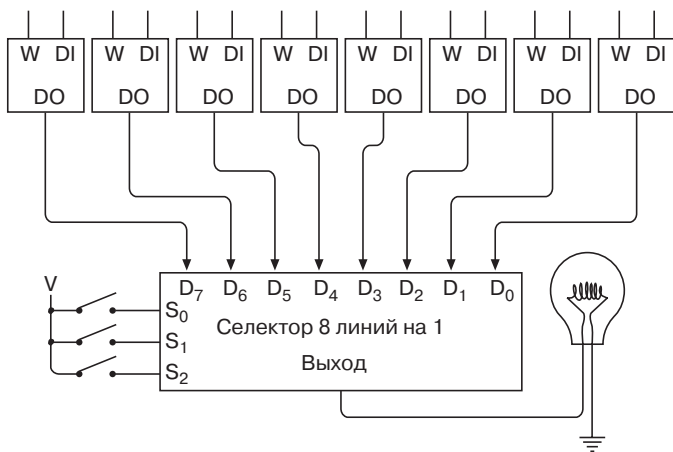 W DI W DI W DI W DI W DI W DI W DI W DI
DO DO DO DO DO DO DO DO
V
D₇ D₆ D₅ D₄ D₃ D₂ D₁ D₀
S₀
Селектор 8 линий на 1
S₁
Выход
S₂